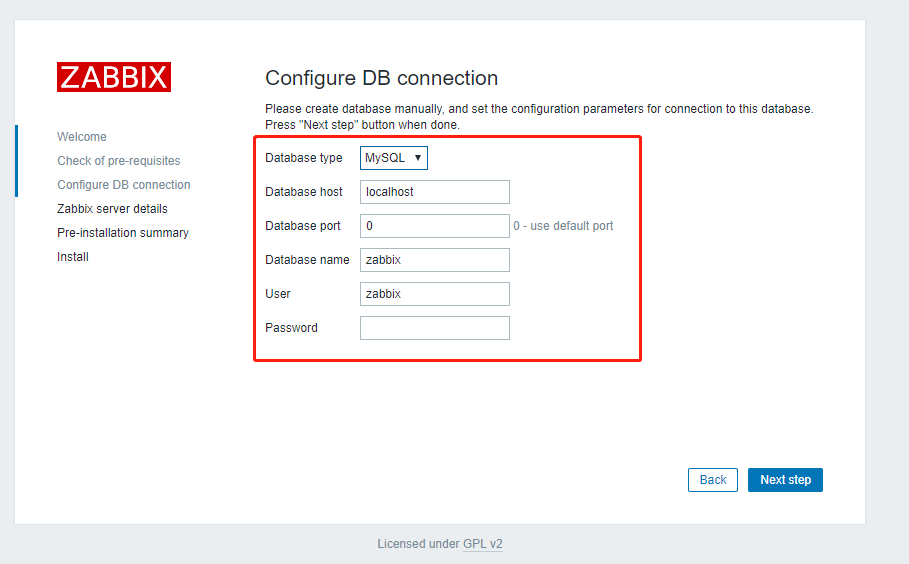 ZABBIX
Welcome
Check of pre-requisites
Configure DB connection
Zabbix server details
Pre-installation summary
Install
Configure DB connection
Please create database manually, and set the configuration parameters for connection to this database.
Press "Next step" button when done.
Database type MySQL ▼
Database host localhost
Database port 0 0 - use default port
Database name zabbix
User zabbix
Password
Back Next step
Licensed under GPL v2